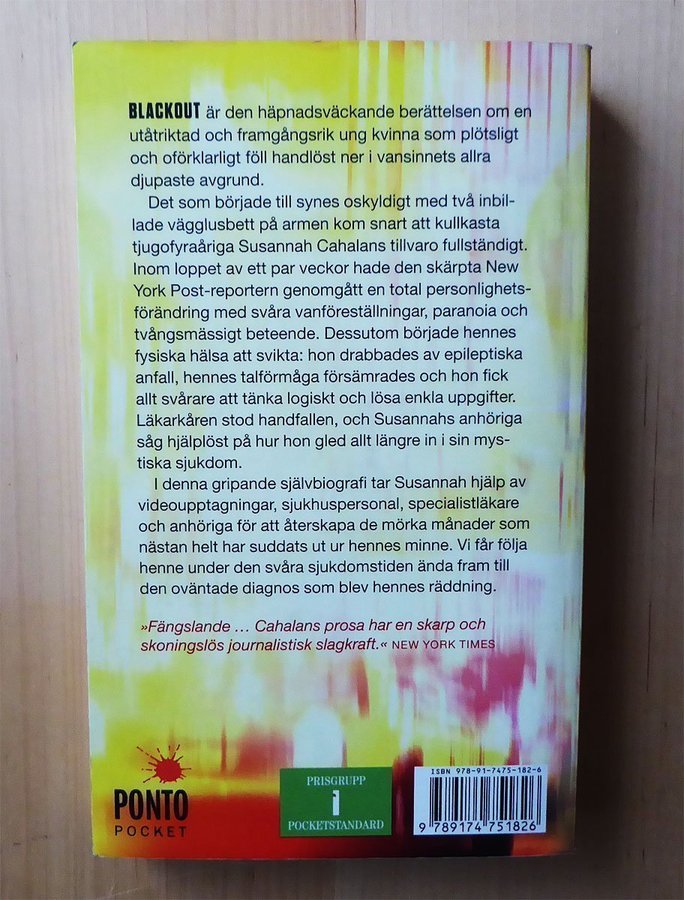 BLACKOUT är den häpnadsväckande berättelsen om en
utåtriktad och framgångsrik ung kvinna som plötsligt
och oförklarligt föll handlöst ner i vansinnets allra
djupaste avgrund.
Det som började till synes oskyldigt med två inbil-
lade vägglusbett på armen kom snart att kullkasta
tjugofyraåriga Susannah Cahalans tillvaro fullständigt.
Inom loppet av ett par veckor hade den skärpta New
York Post-reportern genomgått en total personlighets-
förändring med svåra vanföreställningar, paranoia och
tvångsmässigt beteende. Dessutom började hennes
fysiska hälsa att svikta: hon drabbades av epileptiska
anfall, hennes talförmåga försämrades och hon fick
allt svårare att tänka logiskt och lösa enkla uppgifter.
Läkarkåren stod handfallen, och Susannahs anhöriga
såg hjälplöst på hur hon gled allt längre in i sin mys-
tiska sjukdom.
I denna gripande självbiografi tar Susannah hjälp av
videoupptagningar, sjukhuspersonal, specialistläkare
och anhöriga för att återskapa de mörka månader som
nästan helt har suddats ut ur hennes minne. Vi får följa
henne under den svåra sjukdomstiden ända fram till
den oväntade diagnos som blev hennes räddning.
»Fängslande ... Cahalans prosa har en skarp och
skoningslös journalistisk slagkraft.« NEW YORK TIMES
PONTO
POCKET
PRISGRUPP
1
POCKETSTANDARD
ISBN 978-91-7475-182-6
9 789174 751826